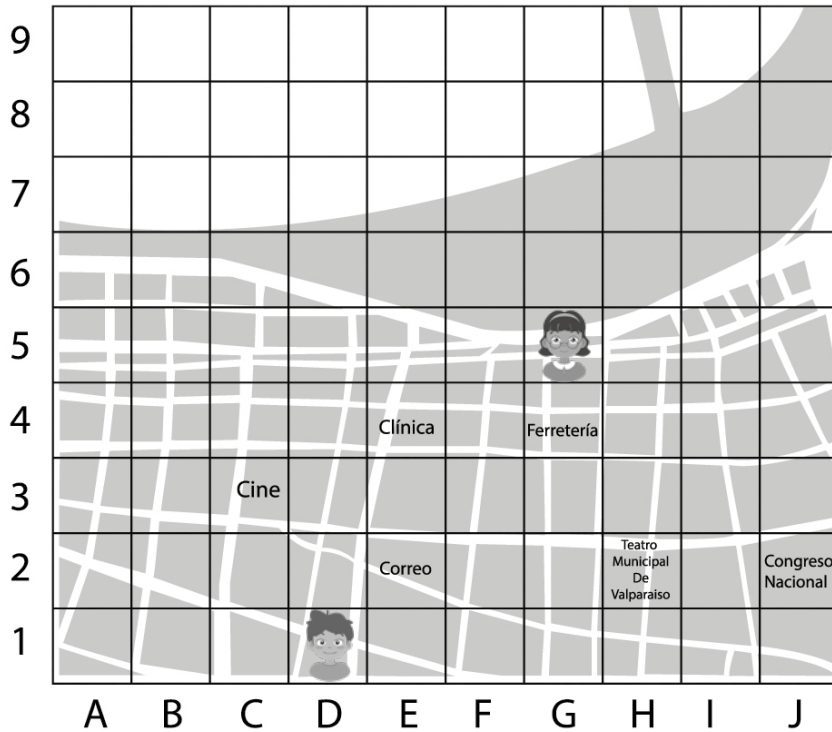 9
8
7
6
5
4
Clínica
Ferretería
3
Cine
2
Correo
Teatro
Municipal
De
Valparaiso
Congreso
Nacional
1
A B C D E F G H I J